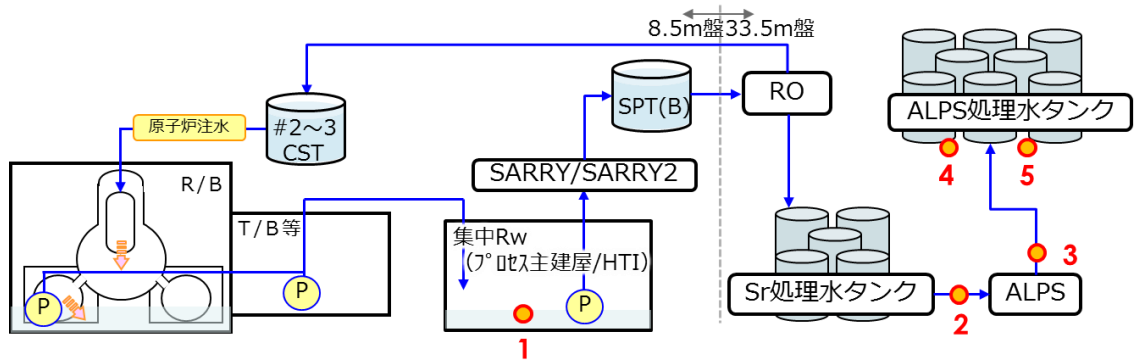 8.5m盤 33.5m盤
原子炉注水
#2～3
CST
SPT(B)
RO
ALPS処理水タンク
4
5
SARRY/SARRY2
R/B
T/B等
集中Rw
(ﾌﾟﾛｾｽ主建屋/HTI)
P
P
P
1
Sr処理水タンク
2
ALPS
3